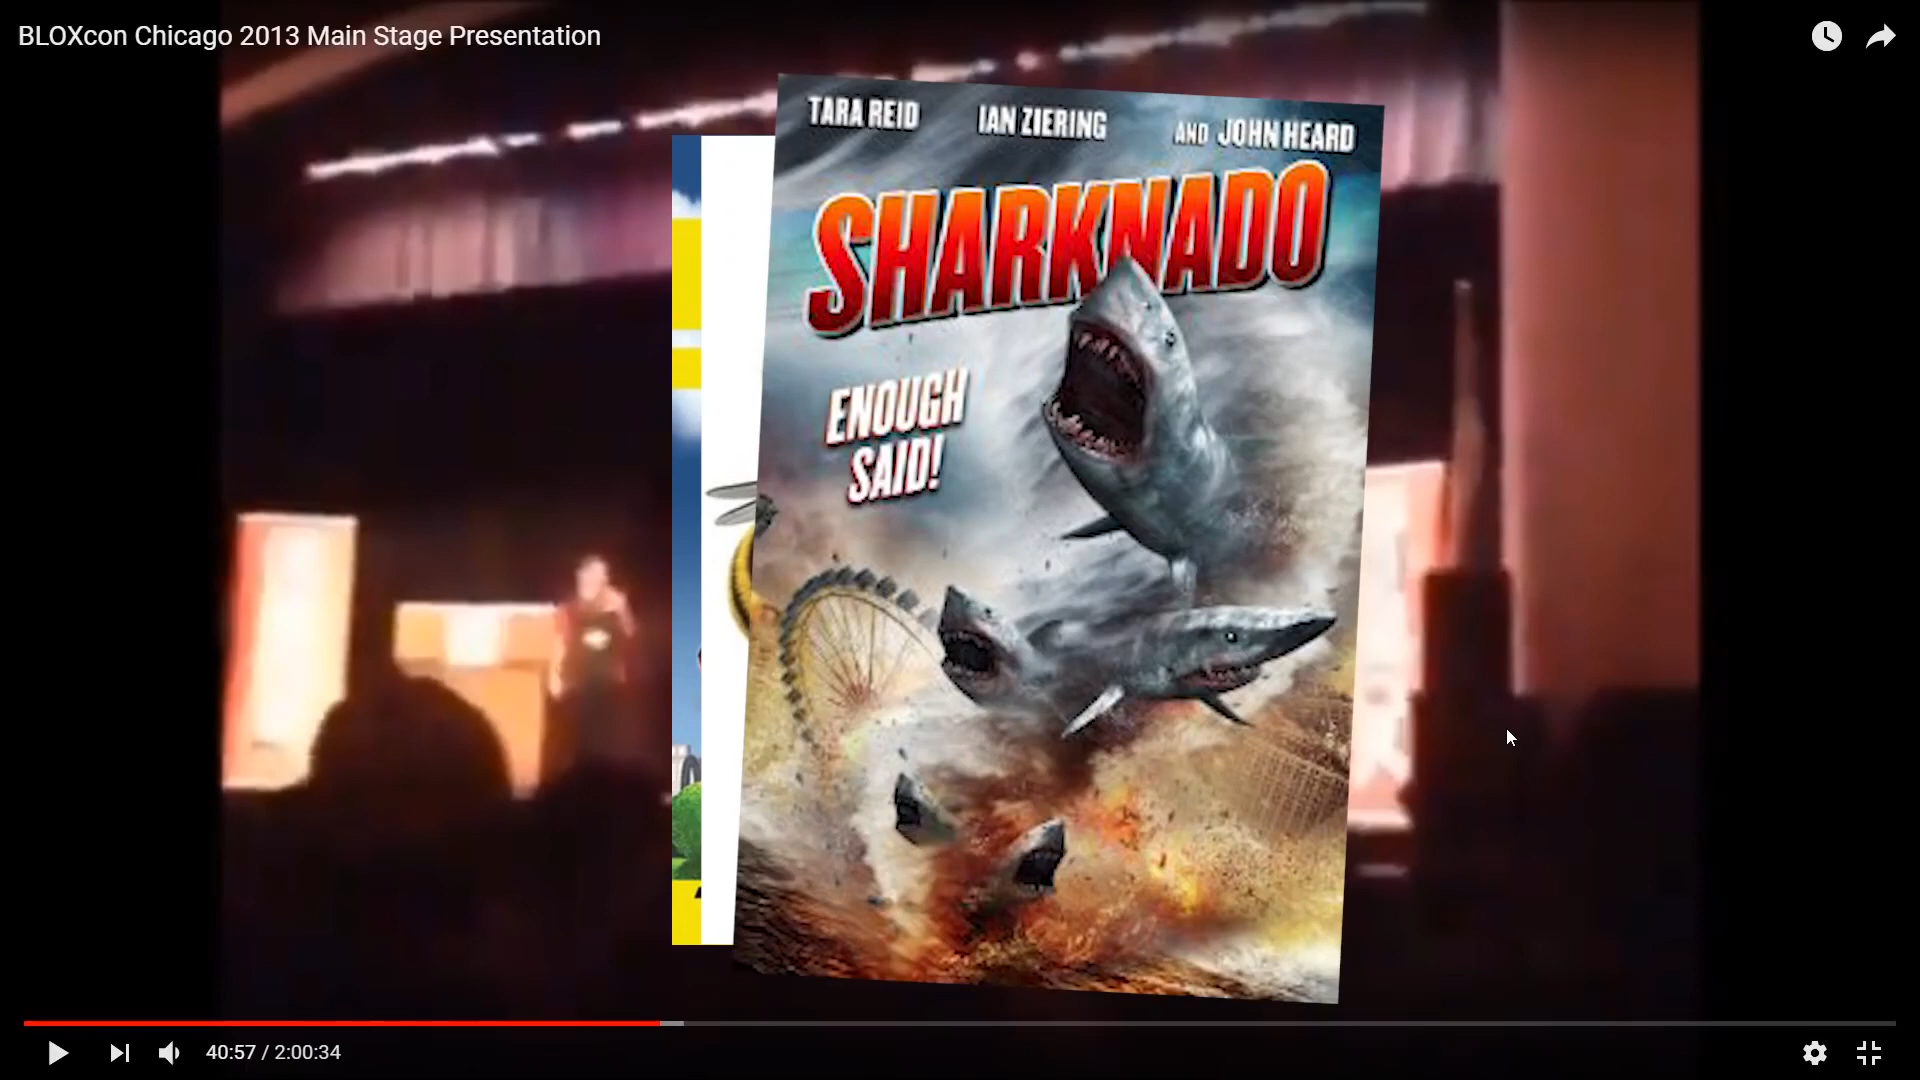 BLOXcon Chicago 2013 Main Stage Presentation
TARA REID IAN ZIERING AND JOHN HEARD
SHARKNADO
ENOUGH
SAID!
40:57 / 2:00:34